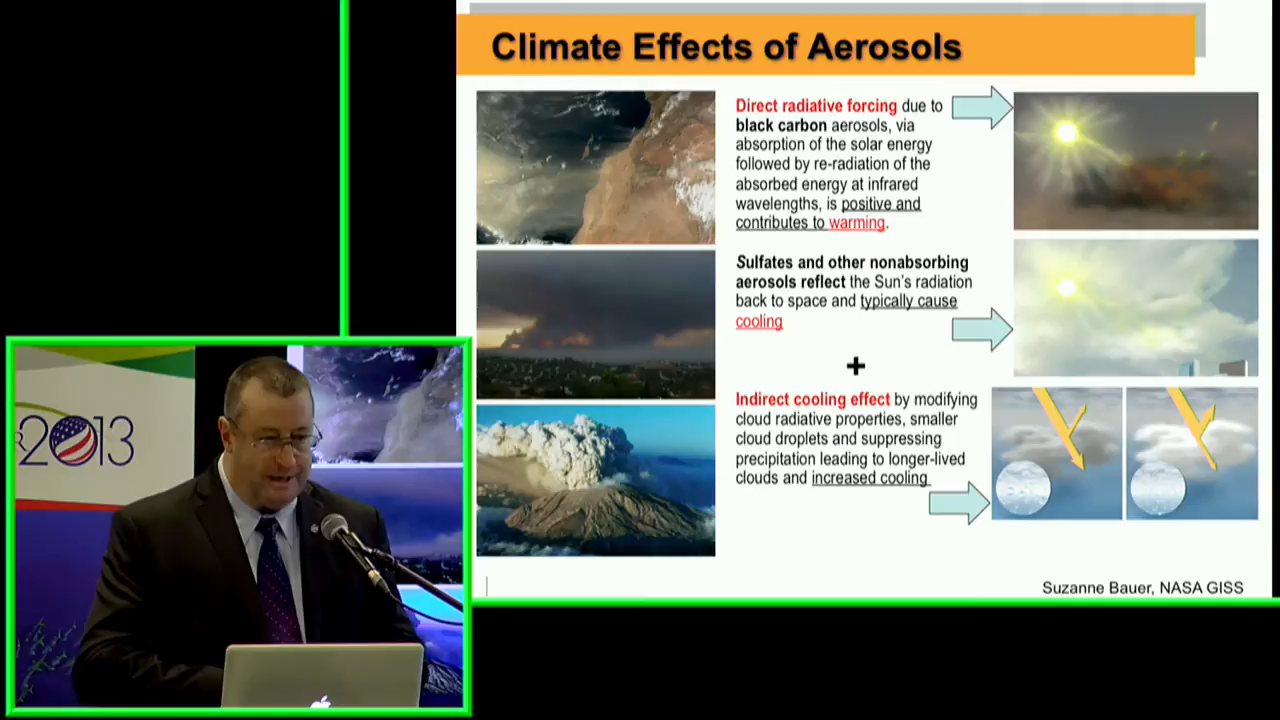 Climate Effects of Aerosols
Direct radiative forcing due to
black carbon aerosols, via
absorption of the solar energy
followed by re-radiation of the
absorbed energy at infrared
wavelengths, is positive and
contributes to warming.
Sulfates and other nonabsorbing
aerosols reflect the Sun's radiation
back to space and typically cause
cooling
+
Indirect cooling effect by modifying
cloud radiative properties, smaller
cloud droplets and suppressing
precipitation leading to longer-lived
clouds and increased cooling
Suzanne Bauer, NASA GISS
R2013